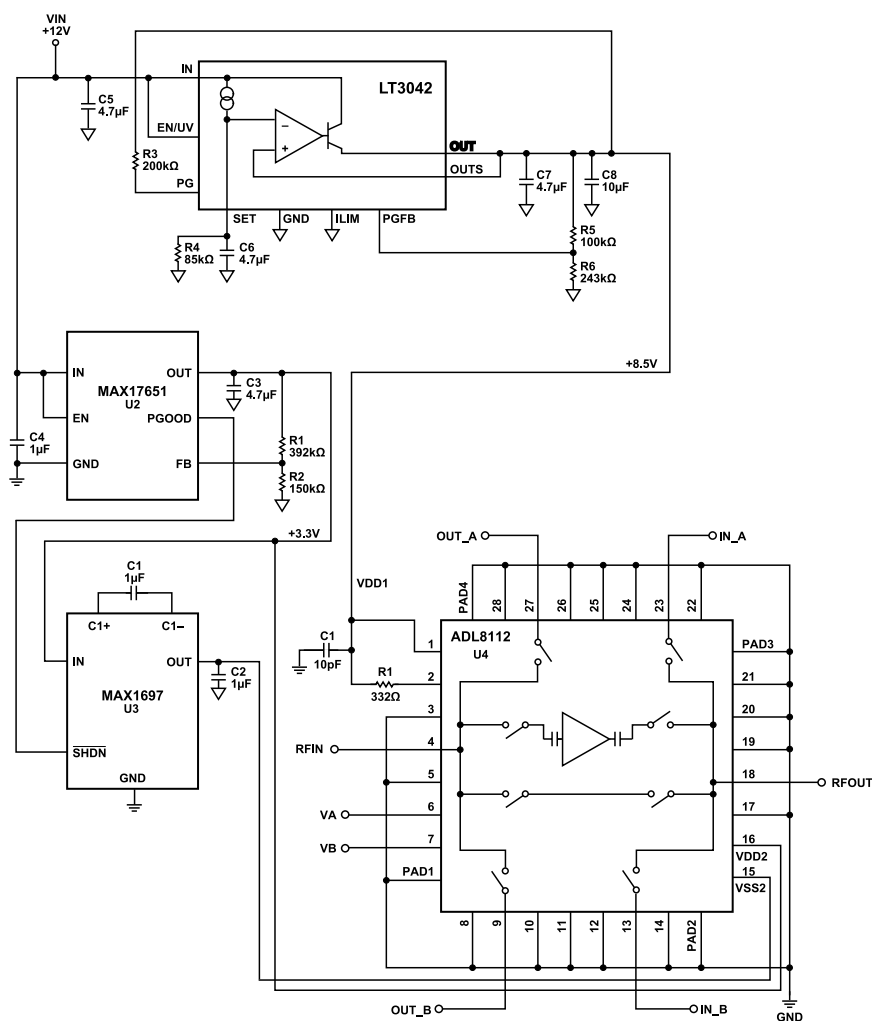 VIN
+12V
IN
LT3042
C5
4.7µF
EN/UV
R3
200kΩ
PG
−
+
OUT
OUTS
C7
4.7µF
C8
10µF
SET
GND
ILIM
PGFB
R4
85kΩ
C6
4.7µF
R5
100kΩ
R6
243kΩ
+8.5V
IN
OUT
MAX17651
U2
EN
PGOOD
GND
FB
C3
4.7µF
C4
1µF
R1
392kΩ
R2
150kΩ
+3.3V
C1
1µF
C1+
C1−
IN
OUT
MAX1697
U3
SHDN
GND
C2
1µF
VDD1
C1
10pF
R1
332Ω
OUT_A
IN_A
PAD4
28
27
26
25
24
23
22
ADL8112
U4
1
2
3
RFIN
4
5
VA
6
VB
7
PAD1
PAD3
21
20
19
18
RFOUT
17
16
VDD2
15
VSS2
8
9
10
11
12
13
14
PAD2
OUT_B
IN_B
GND